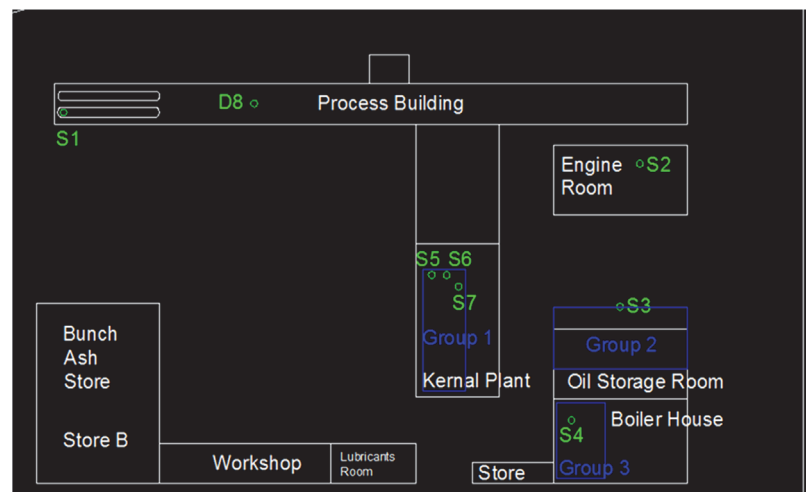 D8
Process Building
S1
Engine
Room
S2
S5 S6
S7
S3
Group 1
Group 2
Kernal Plant
Oil Storage Room
Bunch
Ash
Store
Store B
Boiler House
S4
Workshop
Lubricants
Room
Store
Group 3